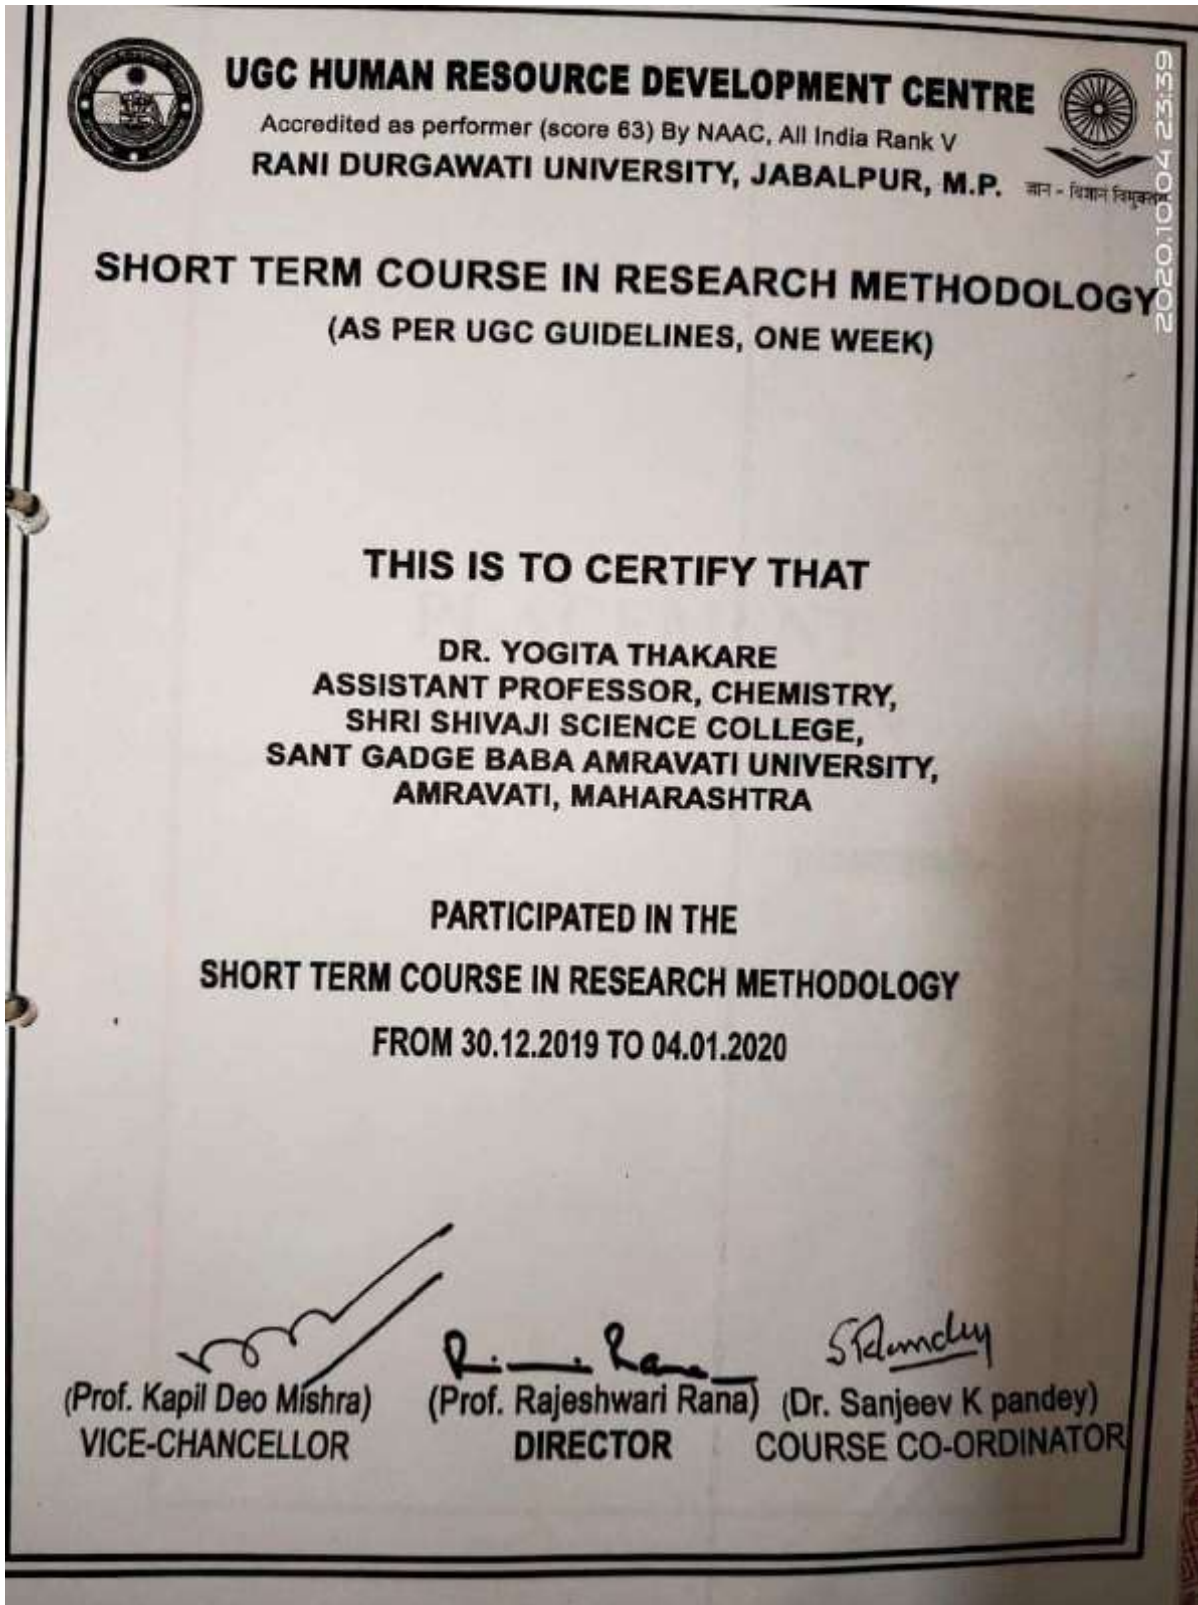 UGC HUMAN RESOURCE DEVELOPMENT CENTRE
Accredited as performer (score 63) By NAAC, All India Rank V
RANI DURGAWATI UNIVERSITY, JABALPUR, M.P.
ज्ञान - विज्ञान विमुक्तये
2020.10.04 23:39
SHORT TERM COURSE IN RESEARCH METHODOLOGY
(AS PER UGC GUIDELINES, ONE WEEK)
THIS IS TO CERTIFY THAT
PLACEMENT
DR. YOGITA THAKARE
ASSISTANT PROFESSOR, CHEMISTRY,
SHRI SHIVAJI SCIENCE COLLEGE,
SANT GADGE BABA AMRAVATI UNIVERSITY,
AMRAVATI, MAHARASHTRA
PARTICIPATED IN THE
SHORT TERM COURSE IN RESEARCH METHODOLOGY
FROM 30.12.2019 TO 04.01.2020
(Prof. Kapil Deo Mishra) (Prof. Rajeshwari Rana) (Dr. Sanjeev K pandey)
VICE-CHANCELLOR DIRECTOR COURSE CO-ORDINATOR